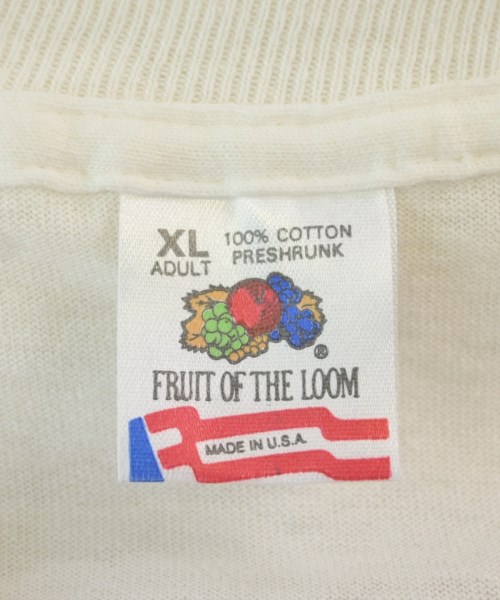 XL
ADULT
100% COTTON
PRESHRUNK
®
FRUIT OF THE LOOM
MADE IN U.S.A.